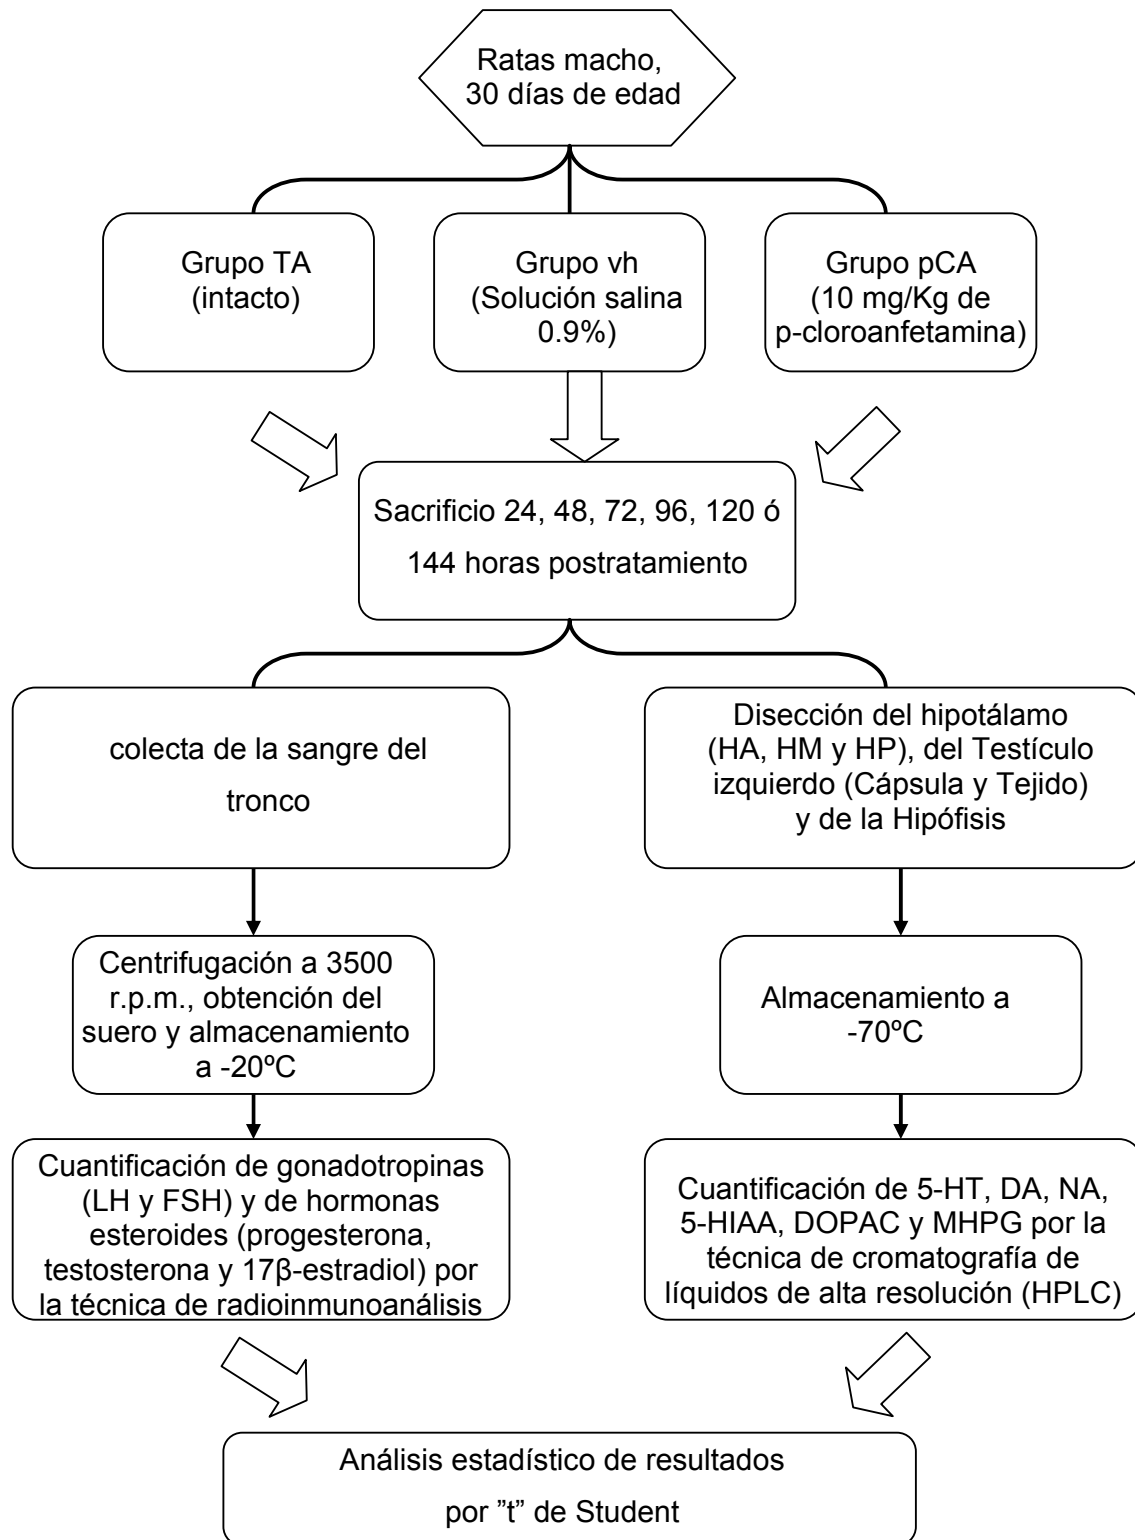 Ratas macho,
30 días de edad
Grupo TA
(intacto)
Grupo vh
(Solución salina
0.9%)
Grupo pCA
(10 mg/Kg de
p-cloroanfetamina)
Sacrificio 24, 48, 72, 96, 120 ó
144 horas postratamiento
colecta de la sangre del
tronco
Disección del hipotálamo
(HA, HM y HP), del Testículo
izquierdo (Cápsula y Tejido)
y de la Hipófisis
Centrifugación a 3500
r.p.m., obtención del
suero y almacenamiento
a -20ºC
Almacenamiento a
-70ºC
Cuantificación de gonadotropinas
(LH y FSH) y de hormonas
esteroides (progesterona,
testosterona y 17β-estradiol) por
la técnica de radioinmunoanálisis
Cuantificación de 5-HT, DA, NA,
5-HIAA, DOPAC y MHPG por la
técnica de cromatografía de
líquidos de alta resolución (HPLC)
Análisis estadístico de resultados
por ”t” de Student